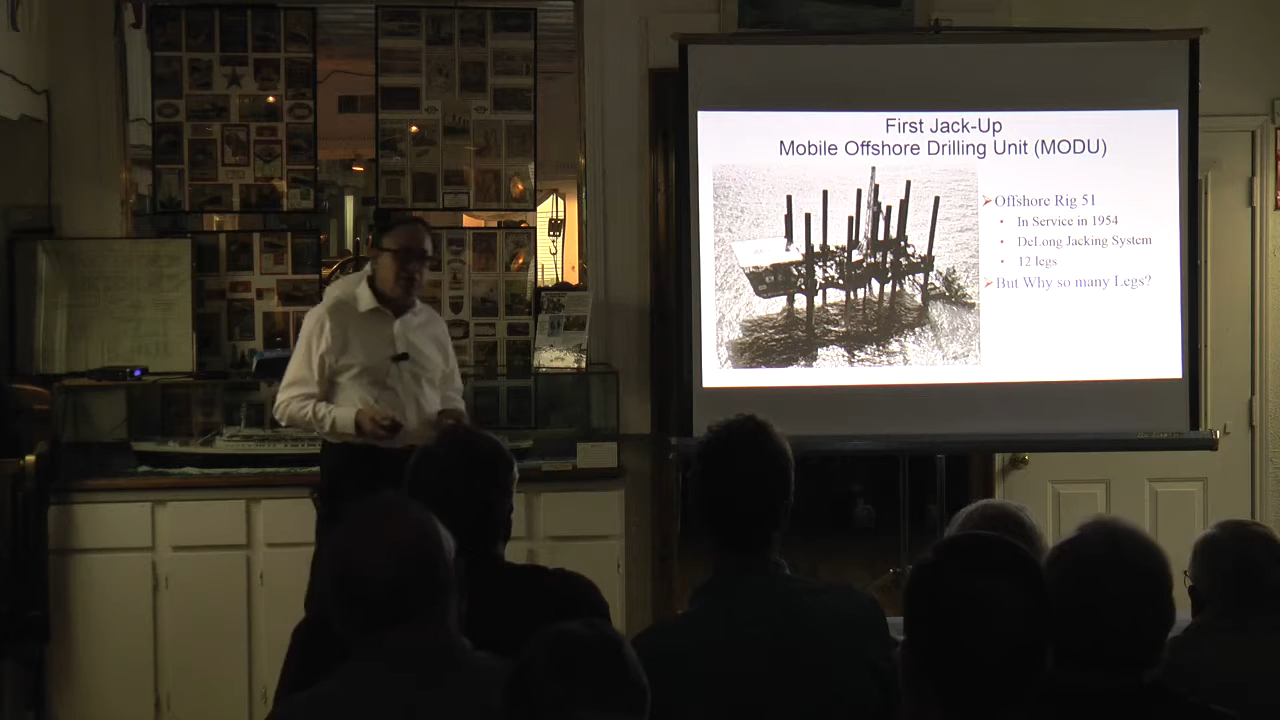 First Jack-Up
Mobile Offshore Drilling Unit (MODU)
➢Offshore Rig 51
• In Service in 1954
• DeLong Jacking System
• 12 legs
➢But Why so many Legs?